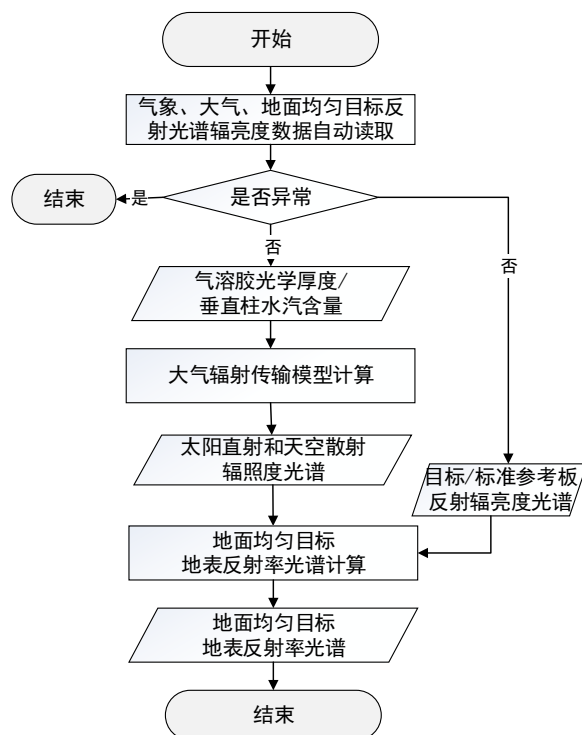 开始
气象、大气、地面均匀目标反
射光谱辐亮度数据自动读取
结束
是
是否异常
否
否
气溶胶光学厚度/
垂直柱水汽含量
大气辐射传输模型计算
太阳直射和天空散射
辐照度光谱
目标/标准参考板
反射辐亮度光谱
地面均匀目标
地表反射率光谱计算
地面均匀目标
地表反射率光谱
结束